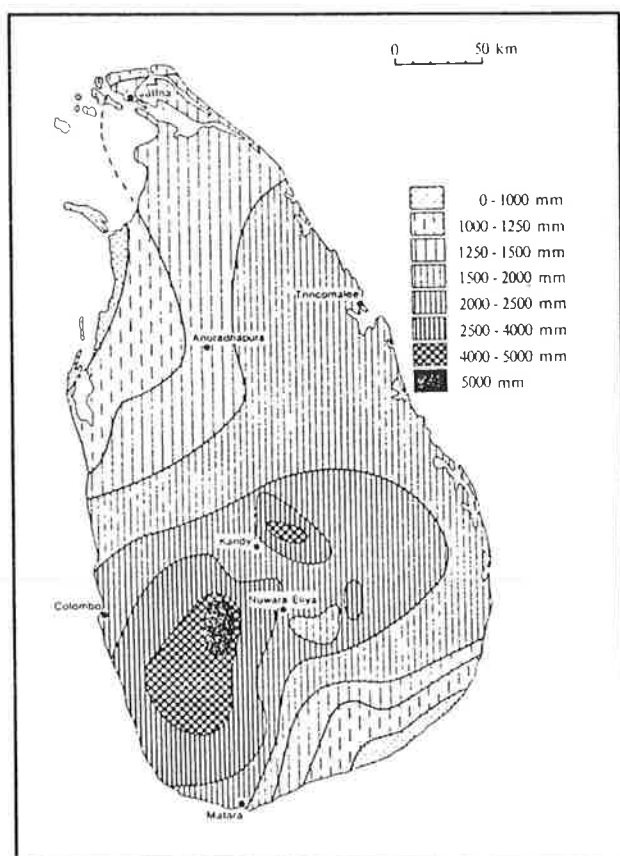 0 50 km
0 - 1000 mm
1000 - 1250 mm
1250 - 1500 mm
1500 - 2000 mm
2000 - 2500 mm
2500 - 4000 mm
4000 - 5000 mm
5000 mm
Trincomalee
Anuradhapura
Kandy
Nuwara Eliya
Colombo
Matara